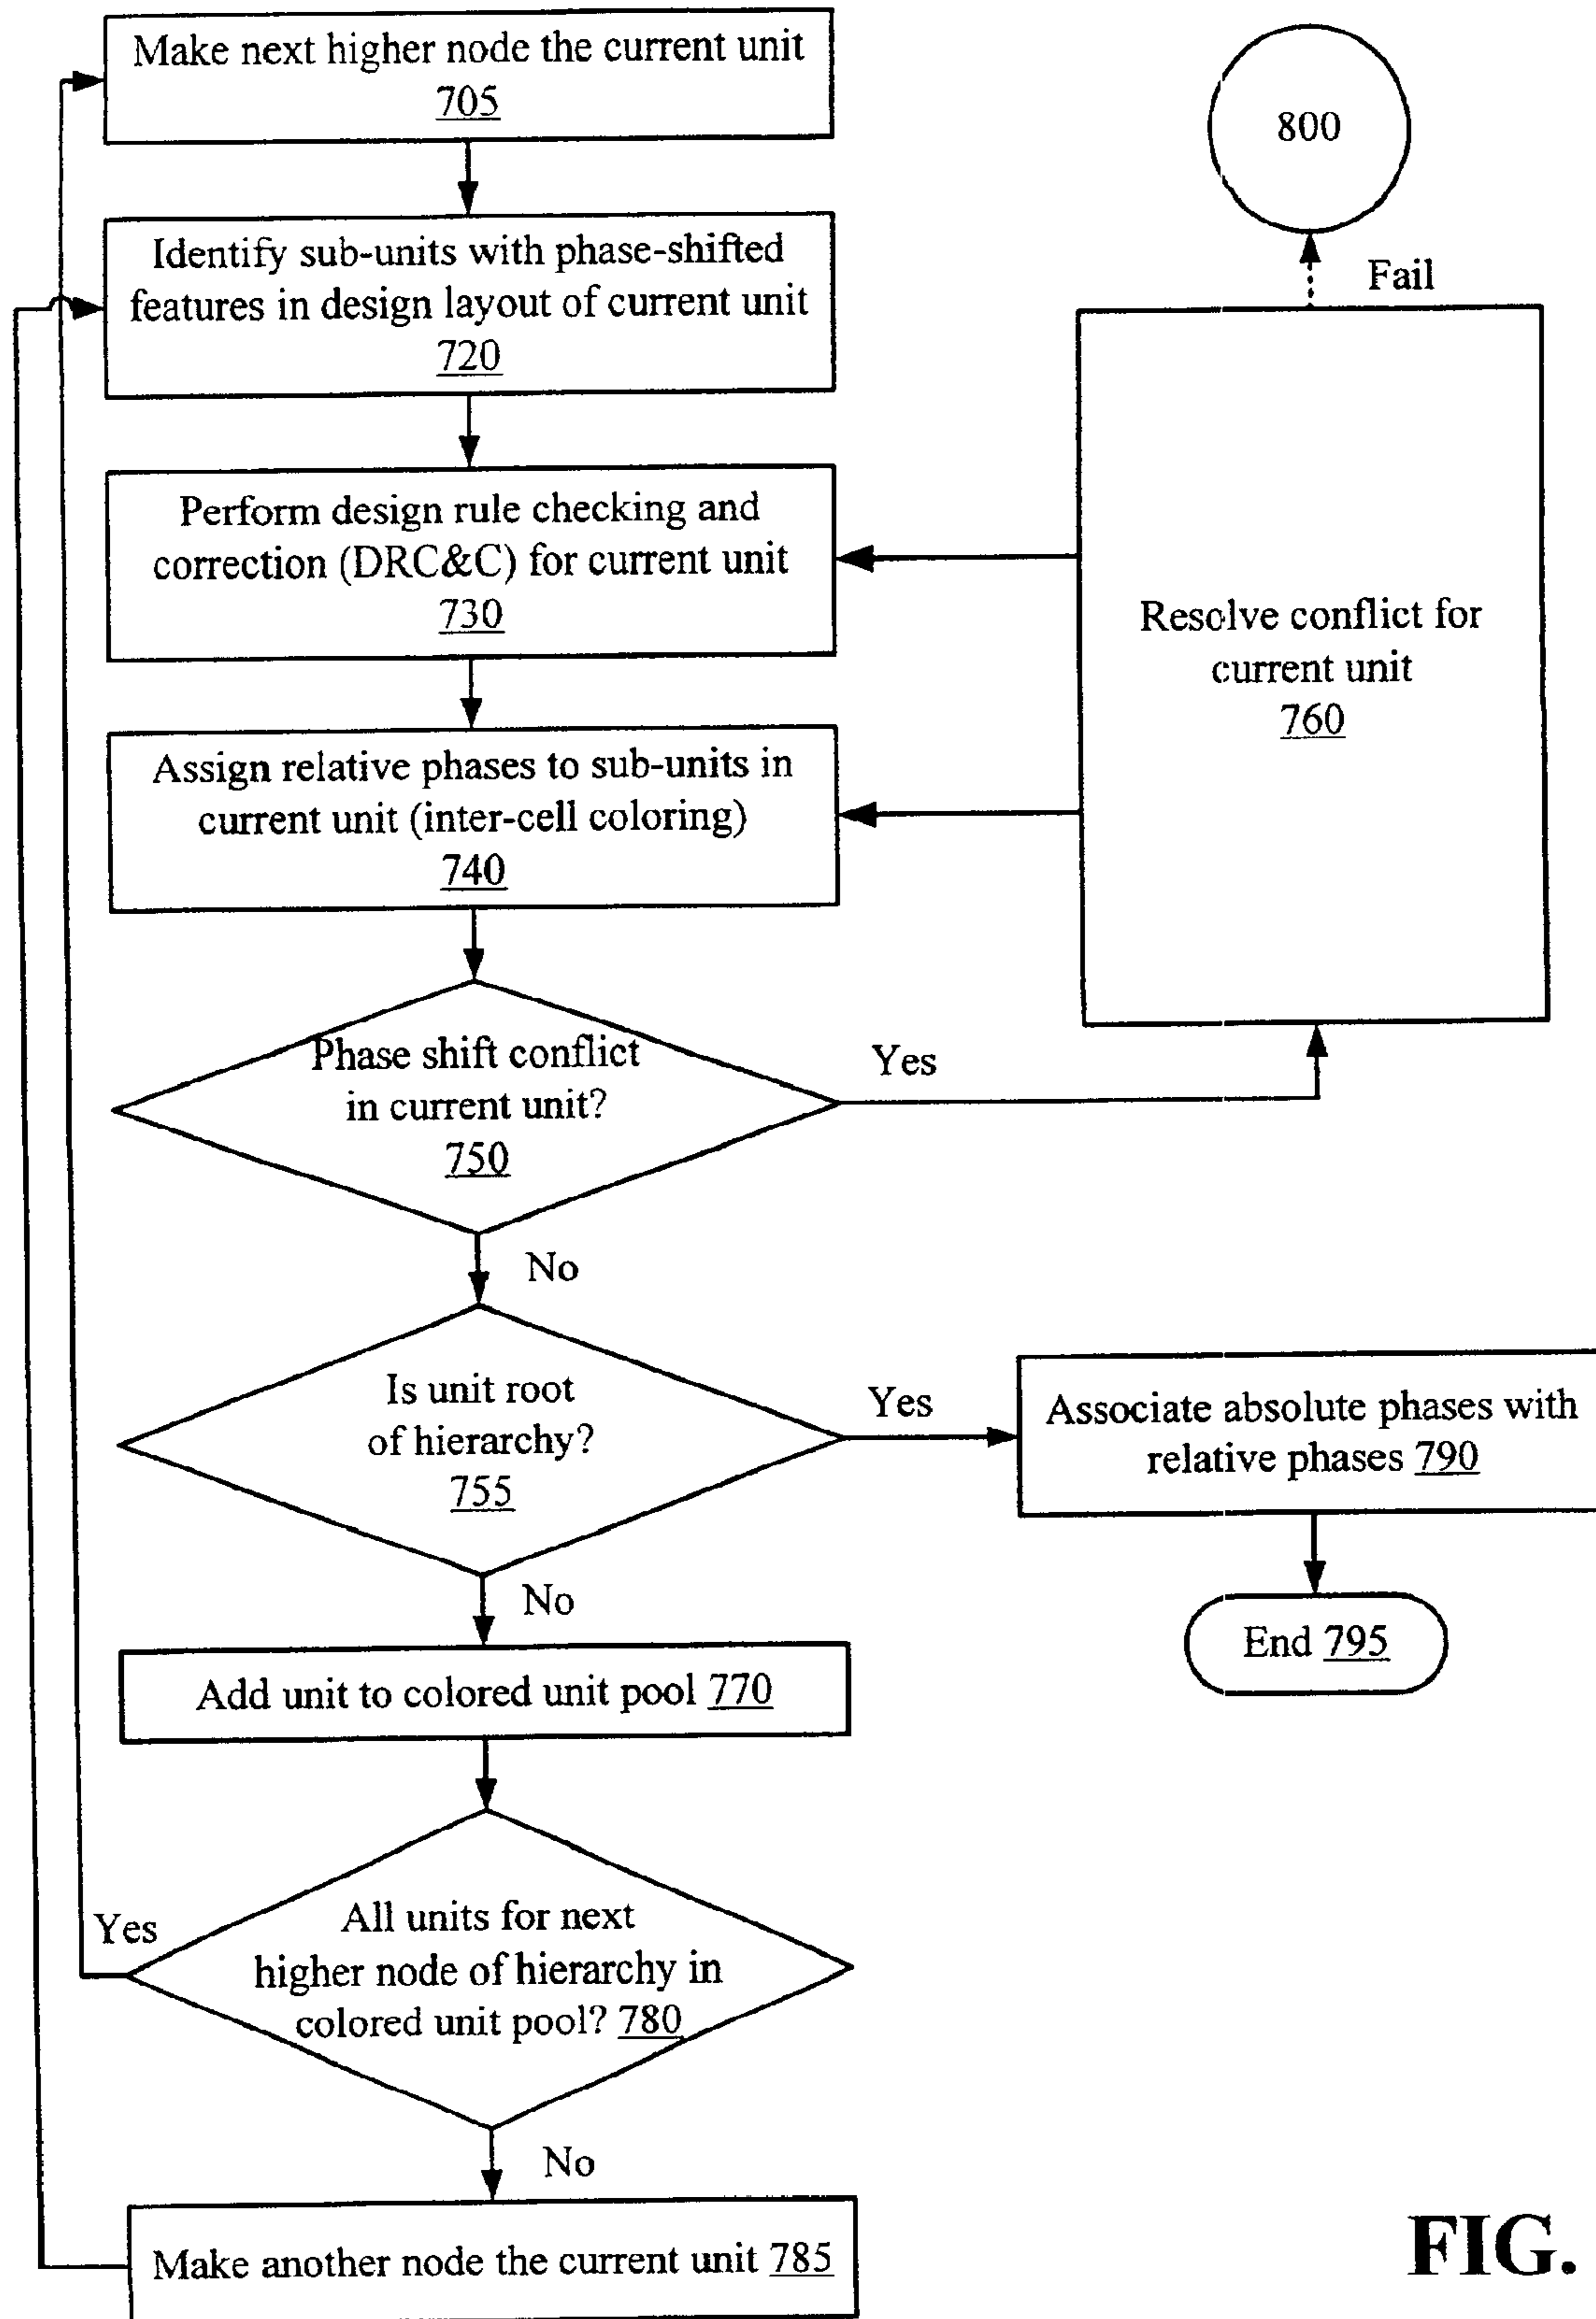 Make next higher node the current unit
705
800
Fail
Identify sub-units with phase-shifted
features in design layout of current unit
720
Perform design rule checking and
correction (DRC&C) for current unit
730
Resolve conflict for
current unit
760
Assign relative phases to sub-units in
current unit (inter-cell coloring)
740
Phase shift conflict
in current unit?
750
Yes
No
Is unit root
of hierarchy?
755
Yes
Associate absolute phases with
relative phases 790
No
End 795
Add unit to colored unit pool 770
Yes
All units for next
higher node of hierarchy in
colored unit pool? 780
No
Make another node the current unit 785
FIG.